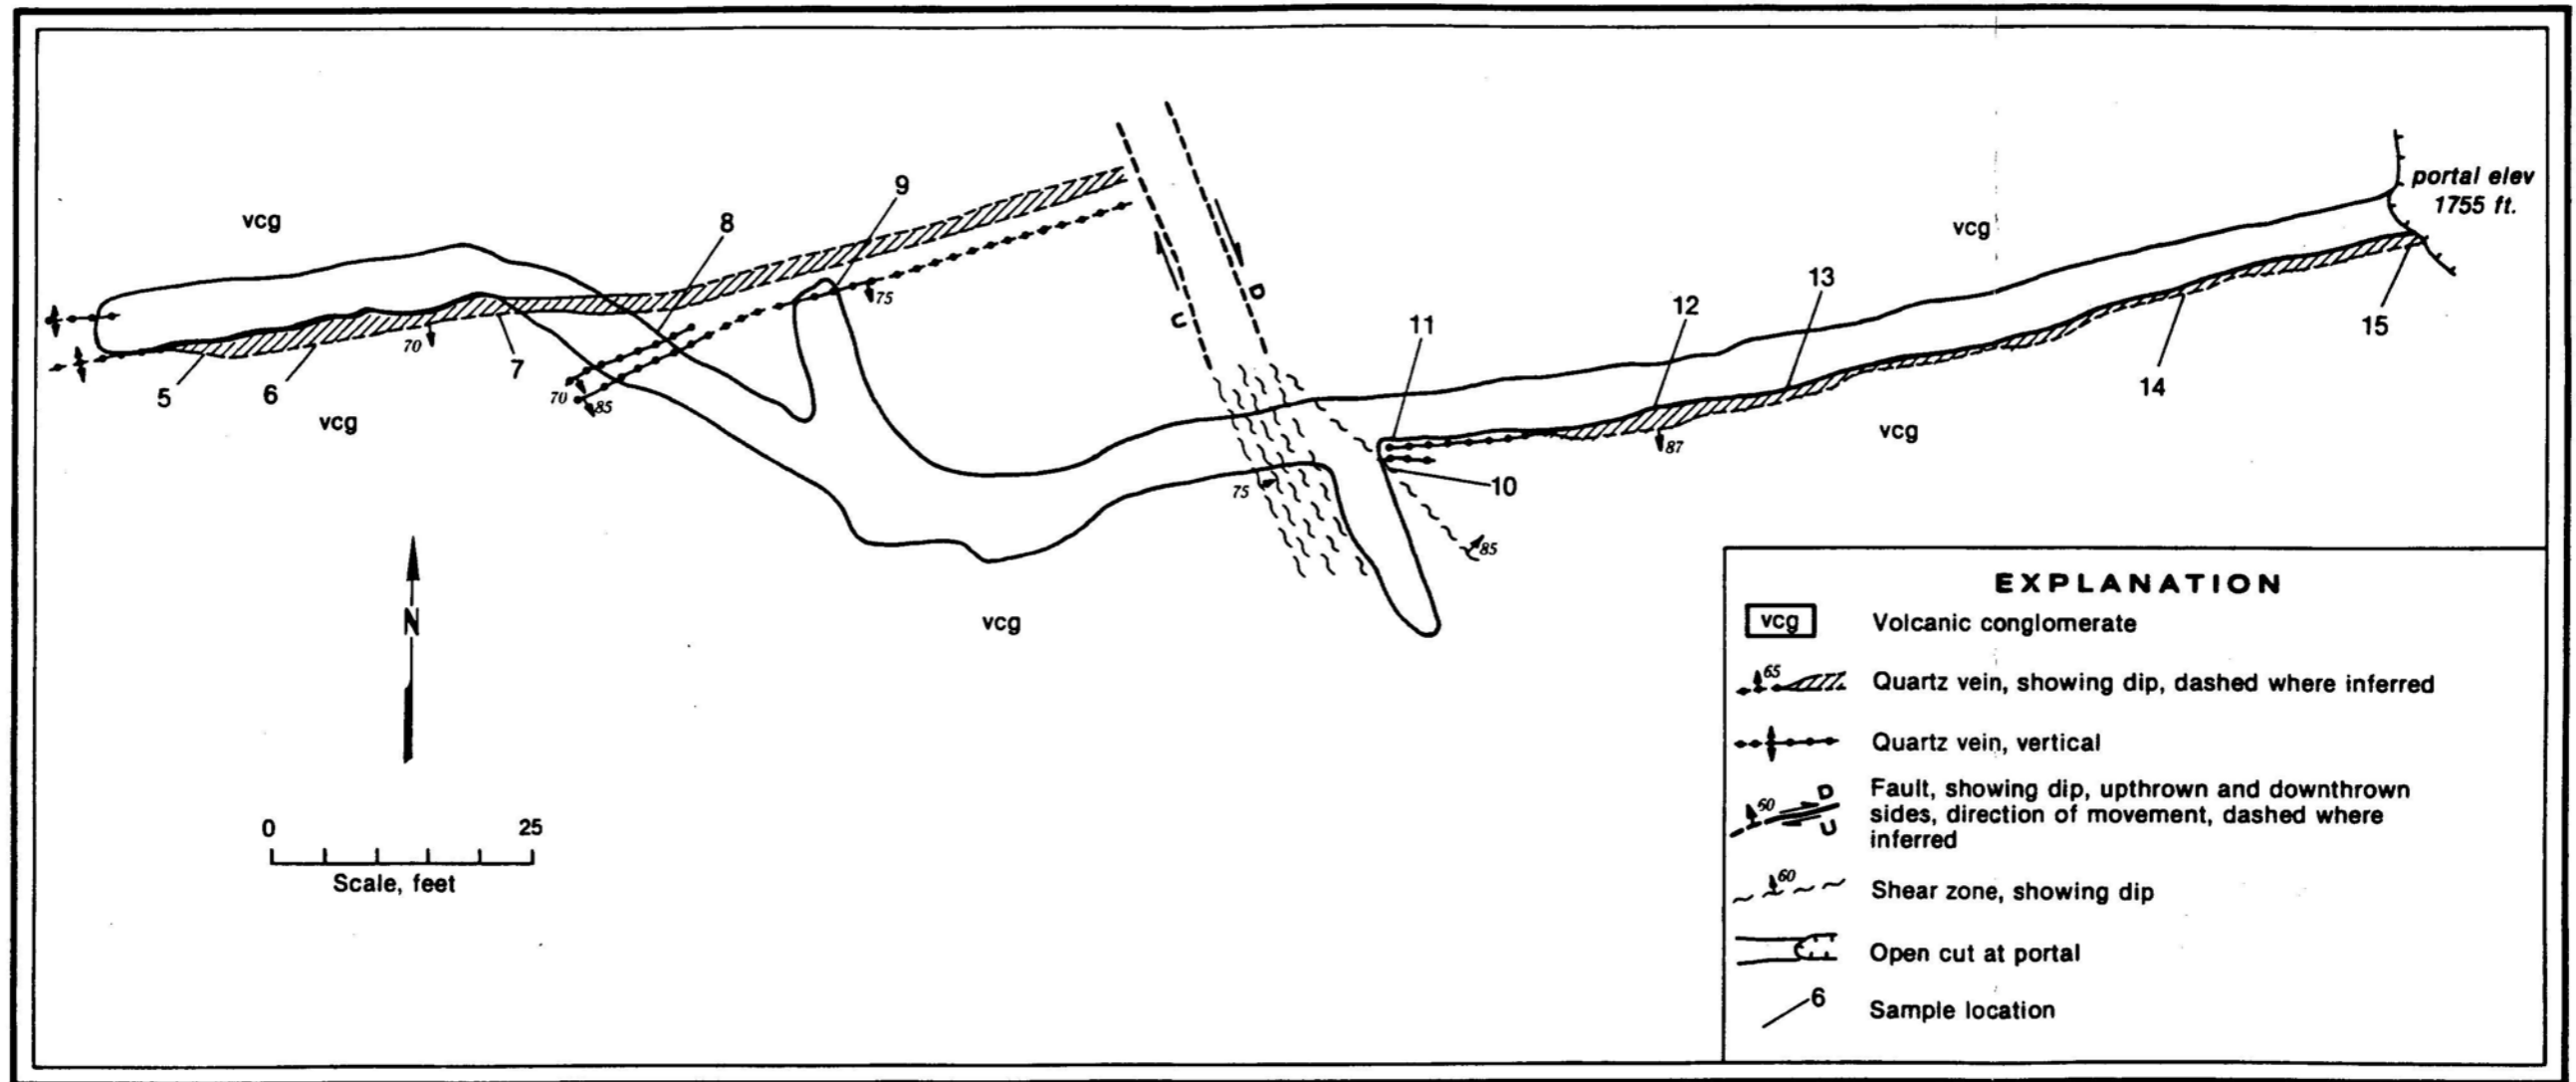 9
8
vcg
portal elev
1755 ft.
vcg
75
D
U
13
12
11
15
14
70
7
5
6
vcg
70
85
vcg
87
10
75
85
N
vcg
0 25
Scale, feet
EXPLANATION
vcg Volcanic conglomerate
65 Quartz vein, showing dip, dashed where inferred
Quartz vein, vertical
60 D U Fault, showing dip, upthrown and downthrown
sides, direction of movement, dashed where
inferred
60 Shear zone, showing dip
Open cut at portal
6 Sample location